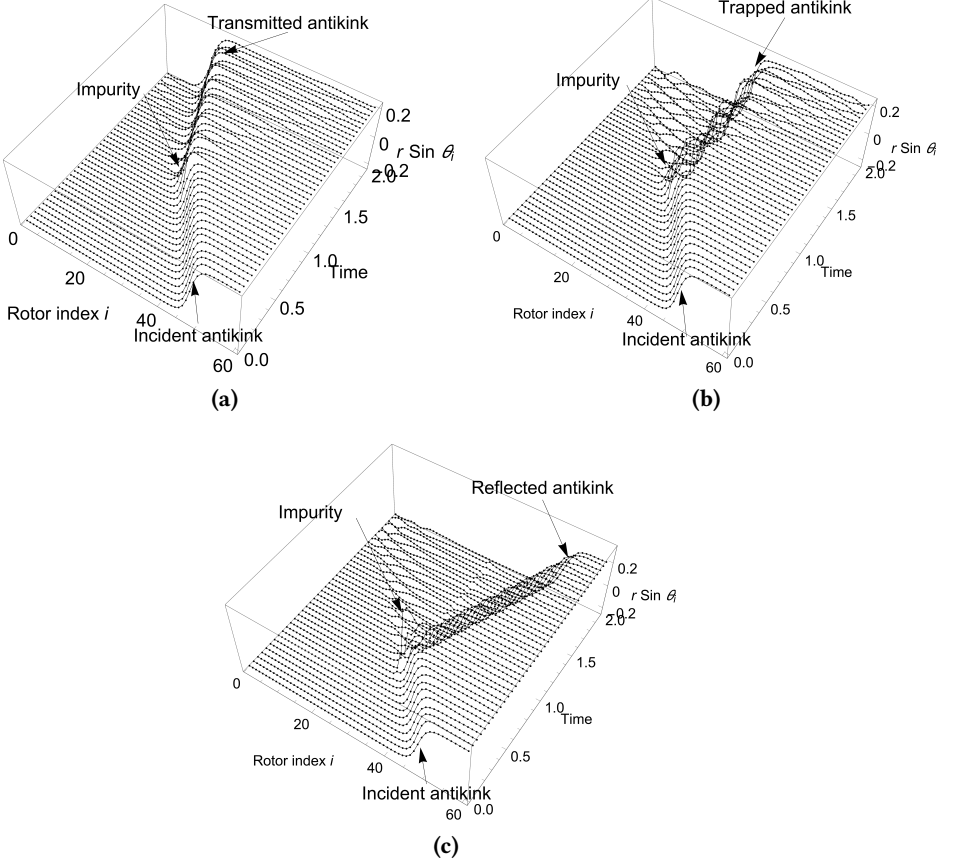 Transmitted antikink
Impurity
0.2
0
r Sin θi
−0.2
2.0
1.5
1.0
Time
0.5
0.0
0
20
Rotor index i
40
Incident antikink
60
(a)
Trapped antikink
Impurity
0.2
0
r Sin θi
−0.2
2.0
1.5
1.0
Time
0.5
0.0
0
20
Rotor index i
40
Incident antikink
60
(b)
Reflected antikink
Impurity
0.2
0
r Sin θi
−0.2
2.0
1.5
1.0
Time
0.5
0.0
0
20
Rotor index i
40
Incident antikink
60
(c)